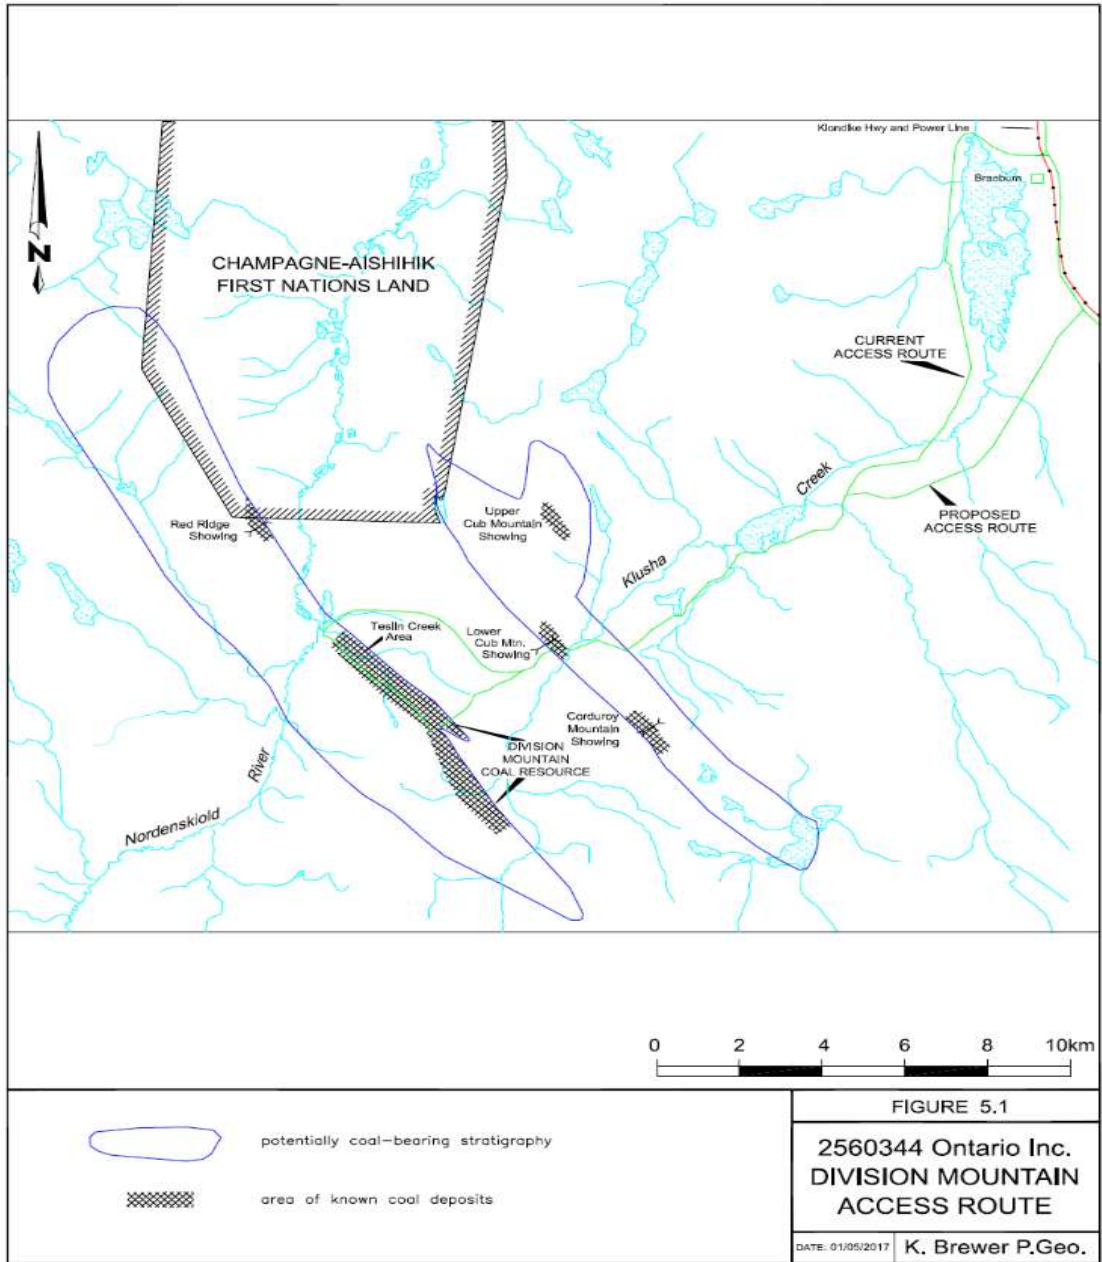 Klondike Hwy and Power Line
Braeburn
N
CHAMPAGNE-AISHIHIK
FIRST NATIONS LAND
CURRENT
ACCESS ROUTE
Creek
PROPOSED
ACCESS ROUTE
Red Ridge
Showing
Upper
Cub Mountain
Showing
Klusha
Teslin Creek
Area
Lower
Cub Mtn.
Showing
Corduroy
Mountain
Showing
DIVISION
MOUNTAIN
COAL RESOURCE
River
Nordenskiold
0 2 4 6 8 10km
potentially coal-bearing stratigraphy
area of known coal deposits
FIGURE 5.1
2560344 Ontario Inc.
DIVISION MOUNTAIN
ACCESS ROUTE
DATE: 01/05/2017 K. Brewer P.Geo.